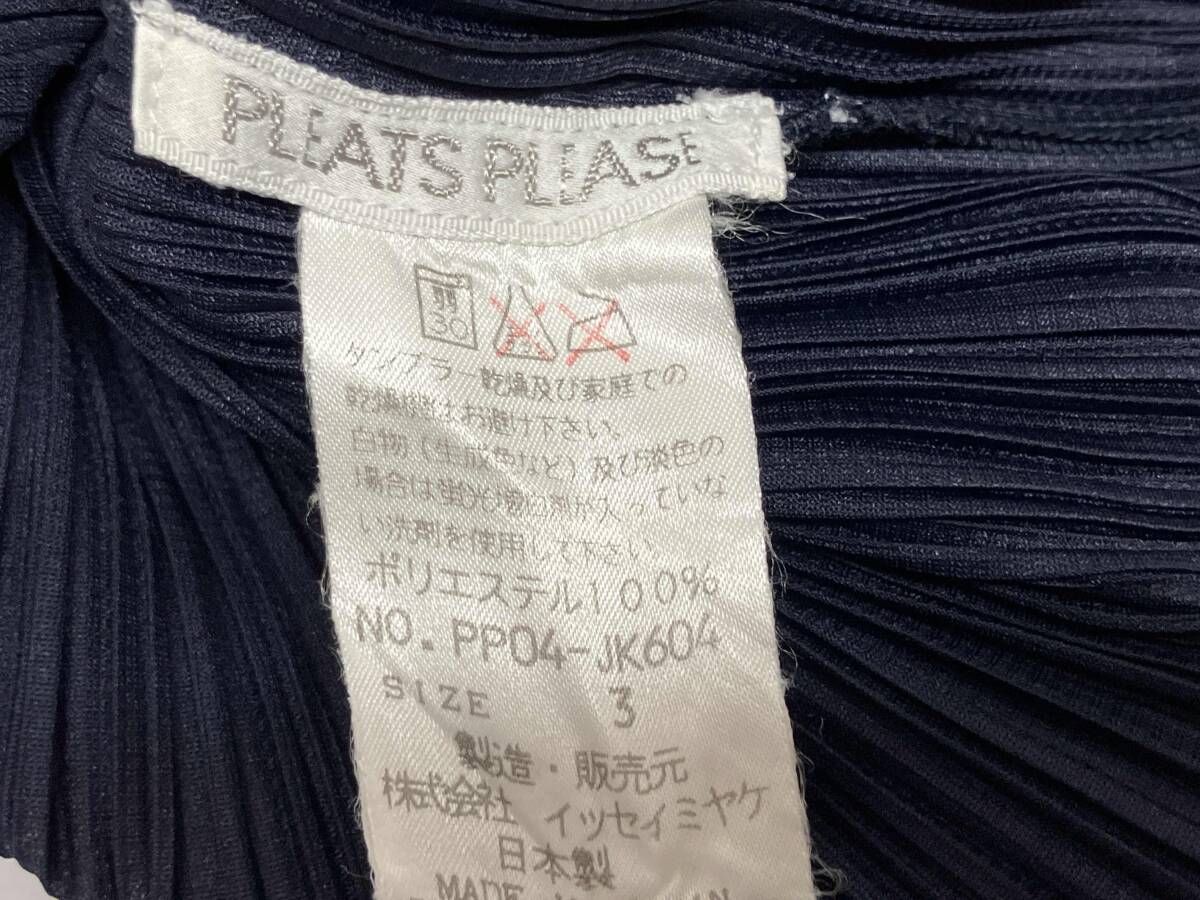 PLEATS PLEASE
弱
30
タンブラー乾燥及び家庭での
乾燥機はお避け下さい。
白物(生成色など)及び淡色の
場合は蛍光増白剤が入っていな
い洗剤を使用して下さい。
ポリエステル100%
NO. PP04-JK604
SIZE 3
製造・販売元
株式会社 イッセイミヤケ
日本製
MADE